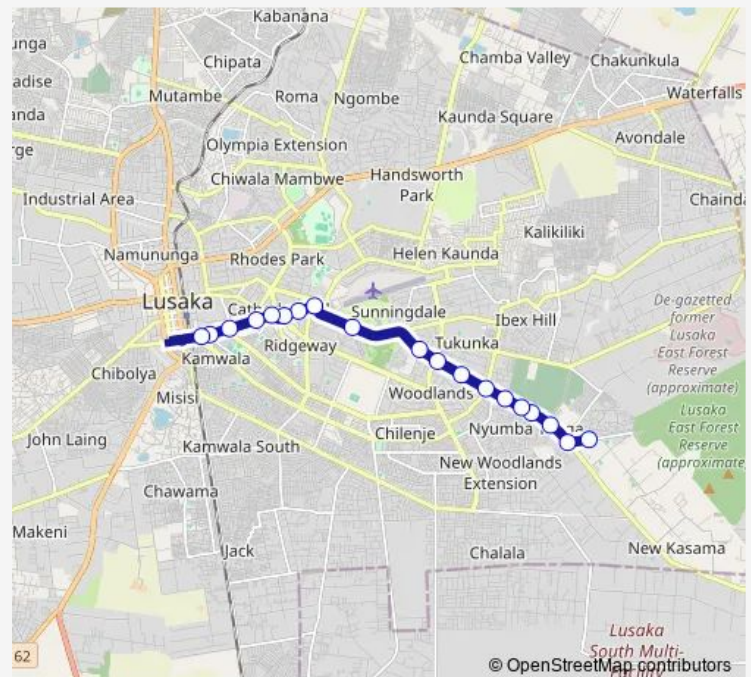 Kabanana
unga
Chipata
Chamba Valley
Chakunkula
adise
Mutambe
Roma
Ngombe
Waterfalls
anda
Kaunda Square
Avondale
rge
Olympia Extension
Chiwala Mambwe
Handsworth
Park
Industrial Area
Chainda
Kalikiliki
Namununga
Rhodes Park
Helen Kaunda
Lusaka
Sunningdale
Ibex Hill
De-gazetted
former
Lusaka
East Forest
Reserve
(approximate)
Kamwala
Ridgeway
Tukunka
Chibolya
Misisi
Woodlands
Lusaka
East Forest
Reserve
(approximate
John Laing
Chilenje
Nyumba
Kamwala South
New Woodlands
Extension
Chawama
Makeni
Jack
Chalala
New Kasama
Lusaka
South Multi-
62
© OpenStreetMap contributors